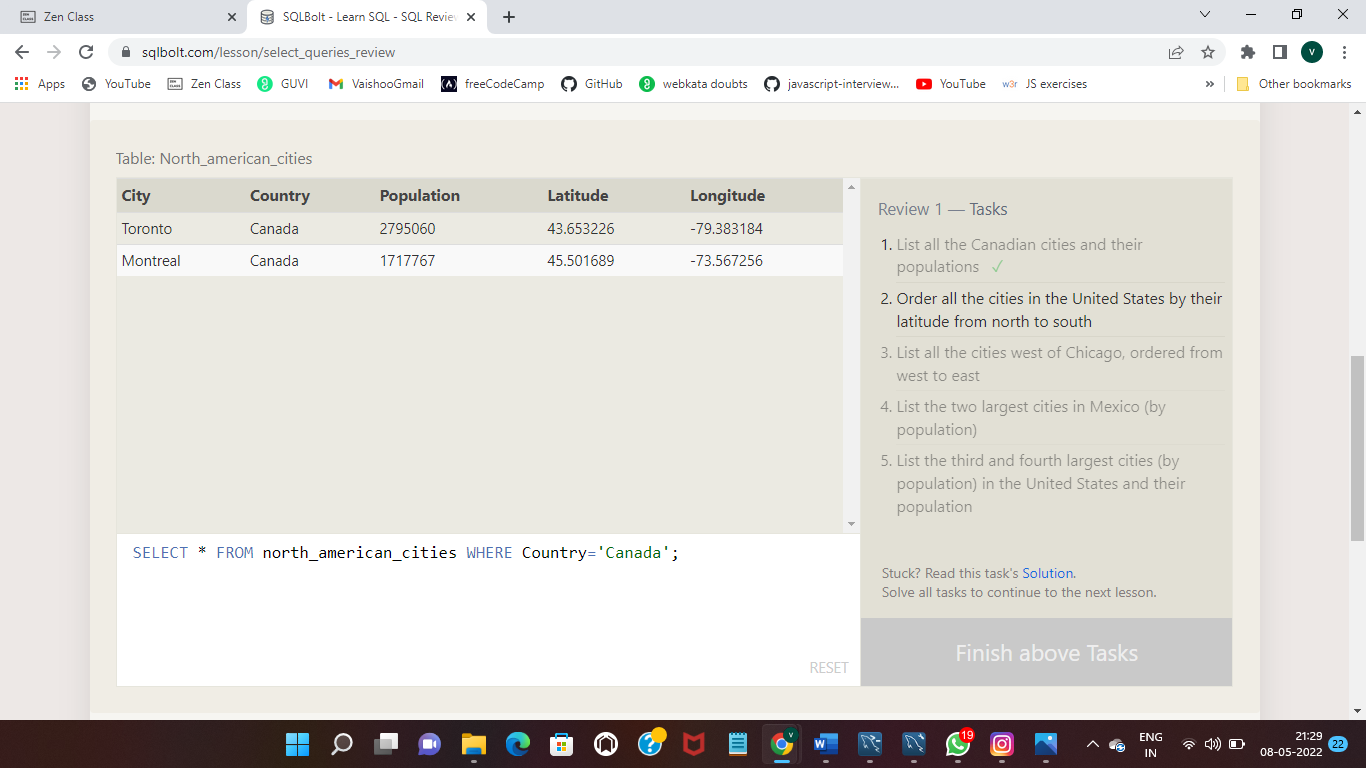 Zen Class
SQLBolt - Learn SQL - SQL Review
sqlbolt.com/lesson/select_queries_review
V
Apps YouTube Zen Class GUVI VaishooGmail freeCodeCamp GitHub webkata doubts javascript-interview... YouTube w3r JS exercises » Other bookmarks
Table: North_american_cities
City Country Population Latitude Longitude
Toronto Canada 2795060 43.653226 -79.383184
Montreal Canada 1717767 45.501689 -73.567256
Review 1 — Tasks
1. List all the Canadian cities and their
populations ✓
2. Order all the cities in the United States by their
latitude from north to south
3. List all the cities west of Chicago, ordered from
west to east
4. List the two largest cities in Mexico (by
population)
5. List the third and fourth largest cities (by
population) in the United States and their
population
Stuck? Read this task's Solution.
Solve all tasks to continue to the next lesson.
Finish above Tasks
SELECT * FROM north_american_cities WHERE Country='Canada';
RESET
19
ENG
IN
21:29
08-05-2022
22